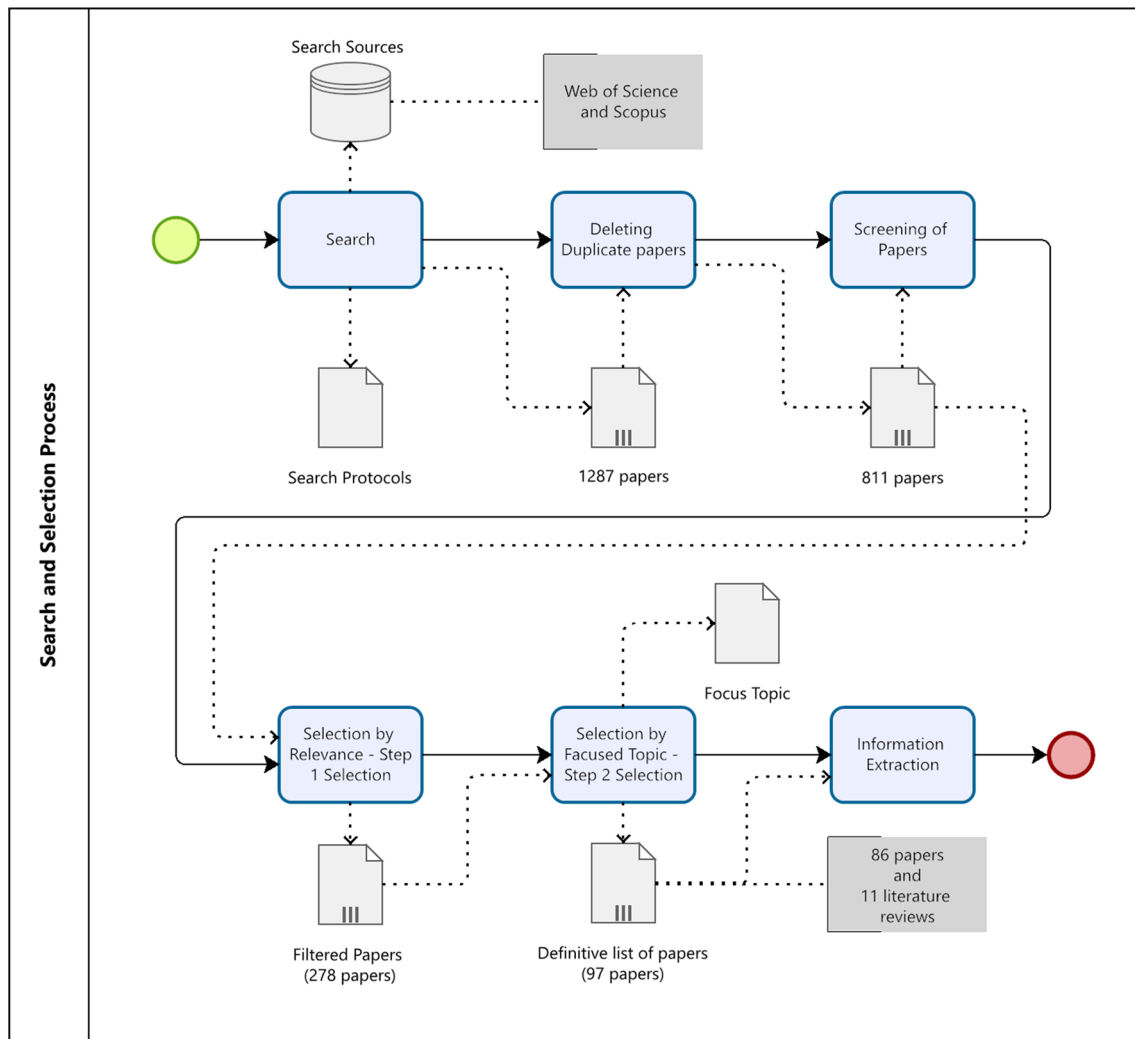 Search and Selection Process
Search Sources
Web of Science
and Scopus
Search
Deleting
Duplicate papers
Screening of
Papers
Search Protocols
1287 papers
811 papers
Focus Topic
Selection by
Relevance - Step
1 Selection
Selection by
Facused Topic -
Step 2 Selection
Information
Extraction
86 papers
and
11 literature
reviews
Filtered Papers
(278 papers)
Definitive list of papers
(97 papers)